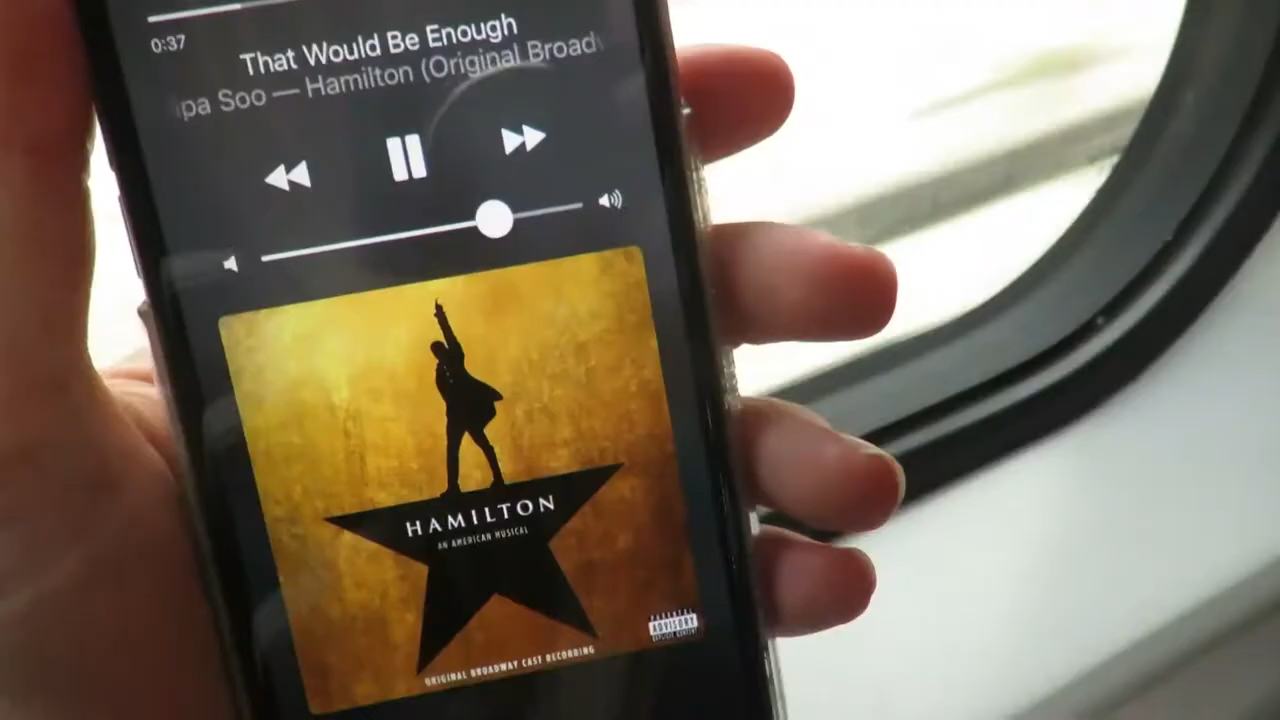 0:37
That Would Be Enough
pa Soo — Hamilton (Original Broad
HAMILTON
AN AMERICAN MUSICAL
PARENTAL
ADVISORY
EXPLICIT CONTENT
ORIGINAL BROADWAY CAST RECORDING